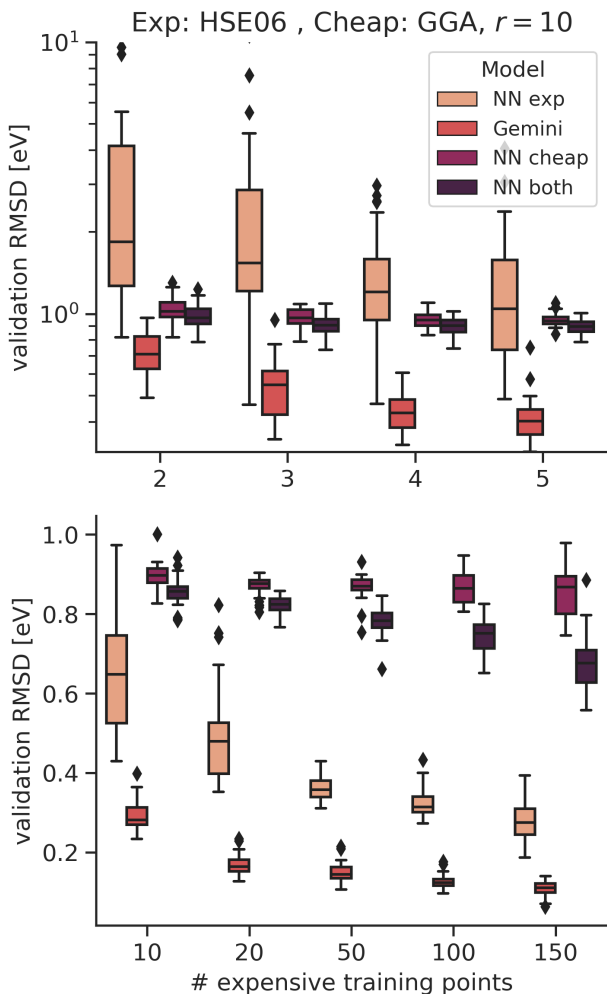 Exp: HSE06 , Cheap: GGA, r = 10
10¹
10⁰
validation RMSD [eV]
Model
NN exp
Gemini
NN cheap
NN both
2 3 4 5
1.0
0.8
0.6
0.4
0.2
validation RMSD [eV]
10 20 50 100 150
# expensive training points